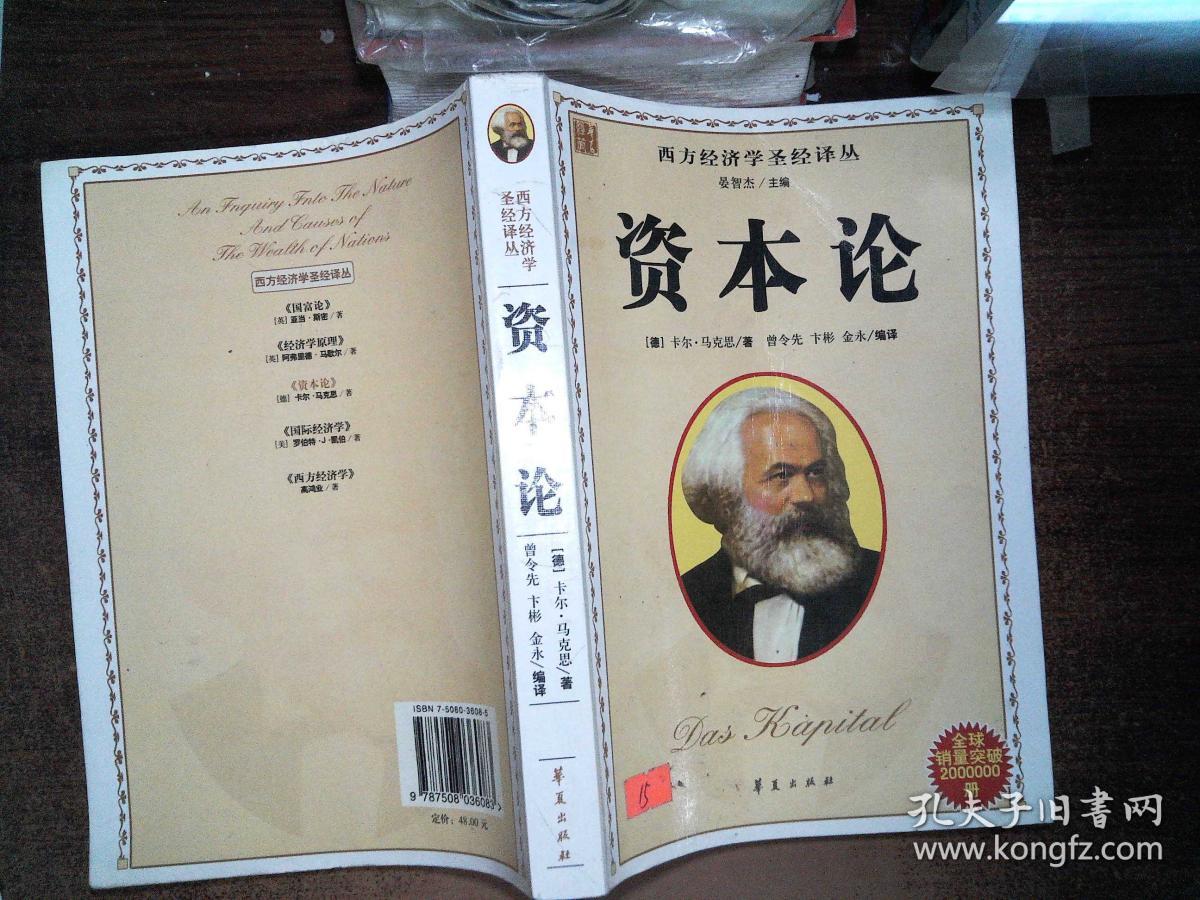 An Fnquiry Fnto The Nature
And Causes of
The Wealth of Nations
西方经济学圣经译丛
《国富论》
[英] 亚当·斯密／著
《经济学原理》
[英] 阿弗里德·马歇尔／著
《资本论》
[德] 卡尔·马克思／著
《国际经济学》
[美] 罗伯特·J·凯伯／著
《西方经济学》
高鸿业／著
ISBN 7-5080-3608-5
9 787508 036083
定价：48.00 元
西方经济学
圣经译丛
资本论
[德] 卡尔·马克思／著
曾令先 卞彬 金永／编译
华夏出版社
西方经济学圣经译丛
晏智杰／主编
资本论
[德] 卡尔·马克思／著 曾令先 卞彬 金永／编译
Das Kapital
全球
销量突破
2000000
册
15
華夏出版社
孔夫子旧書网
www.kongfz.com